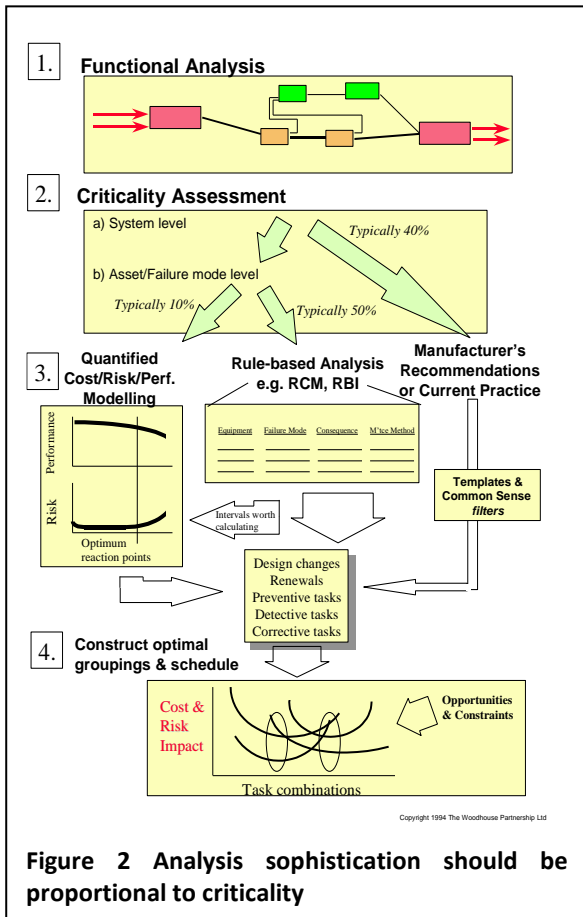 1.
Functional Analysis
2.
Criticality Assessment
a) System level
Typically 40%
b) Asset/Failure mode level
Typically 10%
Typically 50%
3.
Quantified
Cost/Risk/Perf.
Modelling
Rule-based Analysis
e.g. RCM, RBI
Manufacturer's
Recommendations
or Current Practice
Performance
Risk
Optimum
reaction points
Equipment Failure Mode Consequence M'tce Method
Intervals worth
calculating
Templates &
Common Sense
filters
Design changes
Renewals
Preventive tasks
Detective tasks
Corrective tasks
4.
Construct optimal
groupings & schedule
Cost &
Risk
Impact
Opportunities
& Constraints
Task combinations
Copyright 1994 The Woodhouse Partnership Ltd
Figure 2 Analysis sophistication should be
proportional to criticality